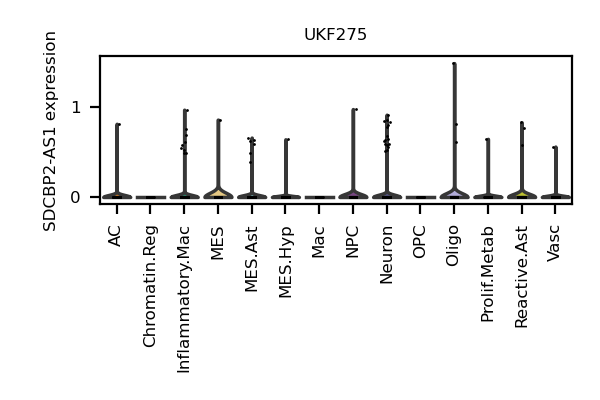 UKF275
SDCBP2-AS1 expression
1
0
AC
Chromatin.Reg
Inflammatory.Mac
MES
MES.Ast
MES.Hyp
Mac
NPC
Neuron
OPC
Oligo
Prolif.Metab
Reactive.Ast
Vasc